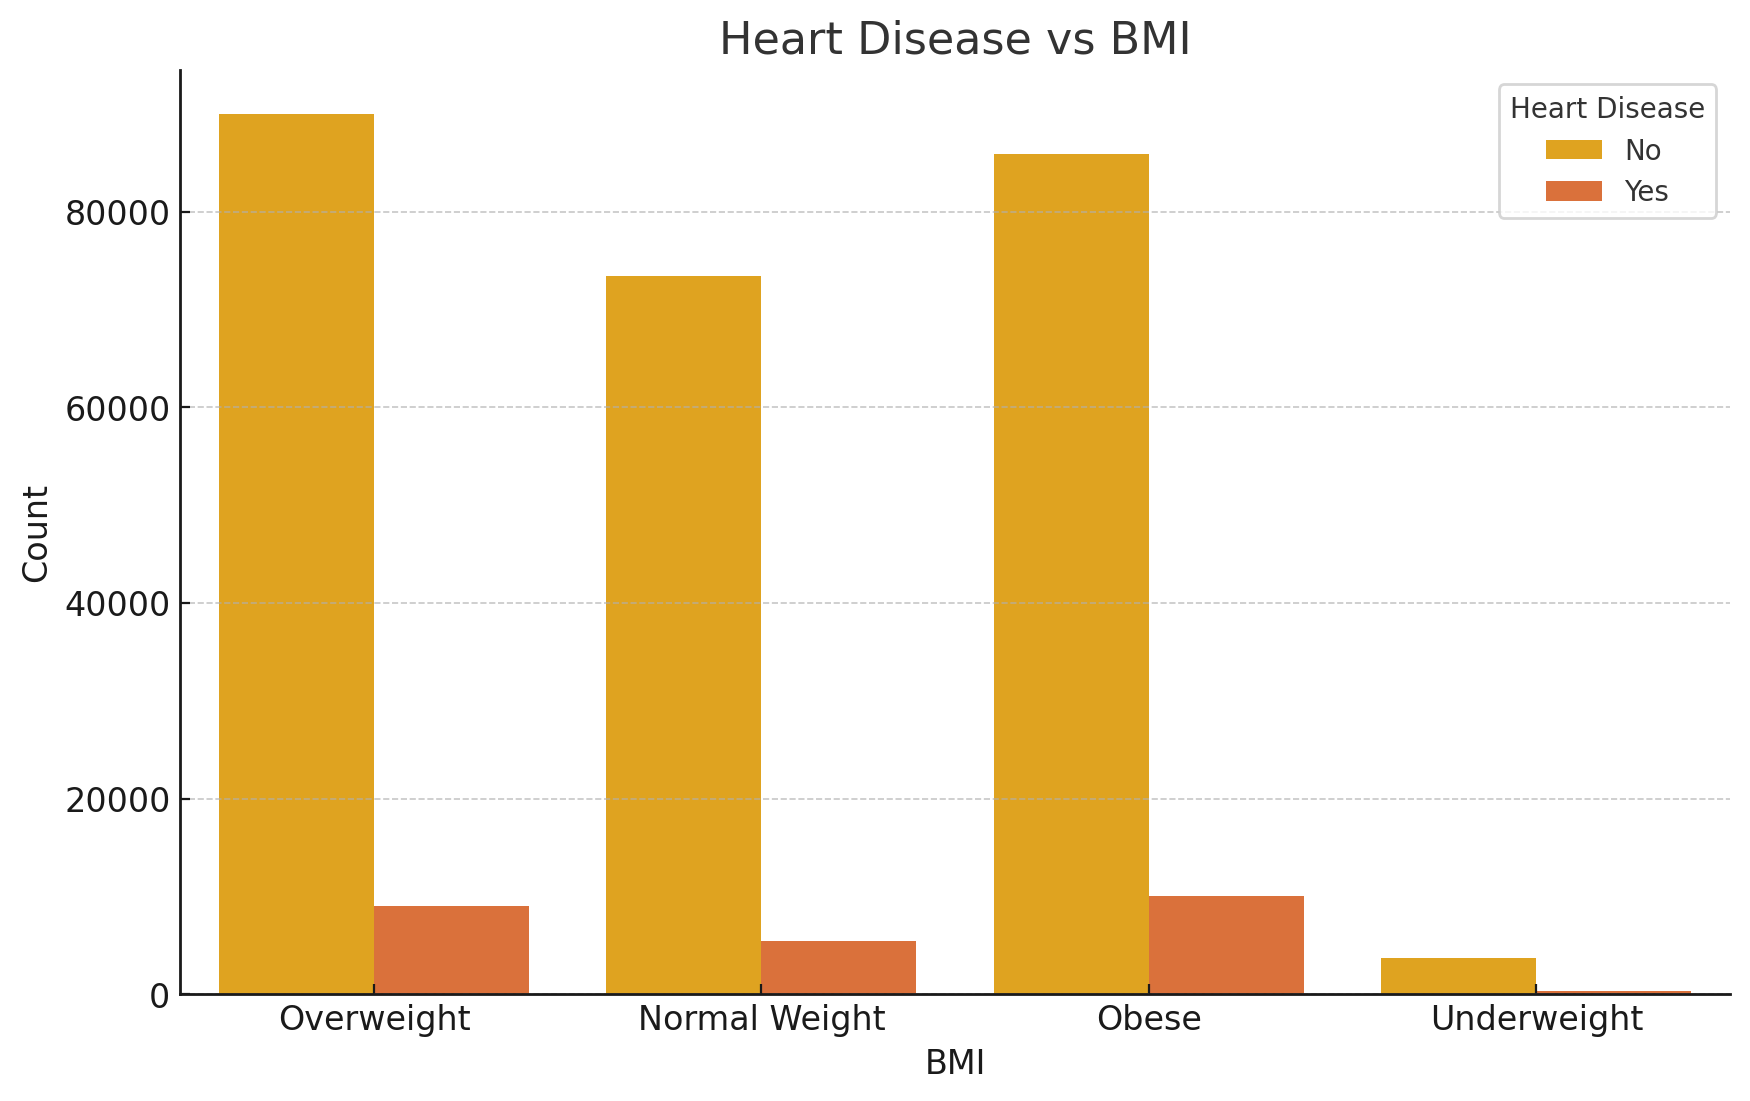 Heart Disease vs BMI
Heart Disease
No
Yes
Count
80000
60000
40000
20000
0
Overweight
Normal Weight
Obese
Underweight
BMI